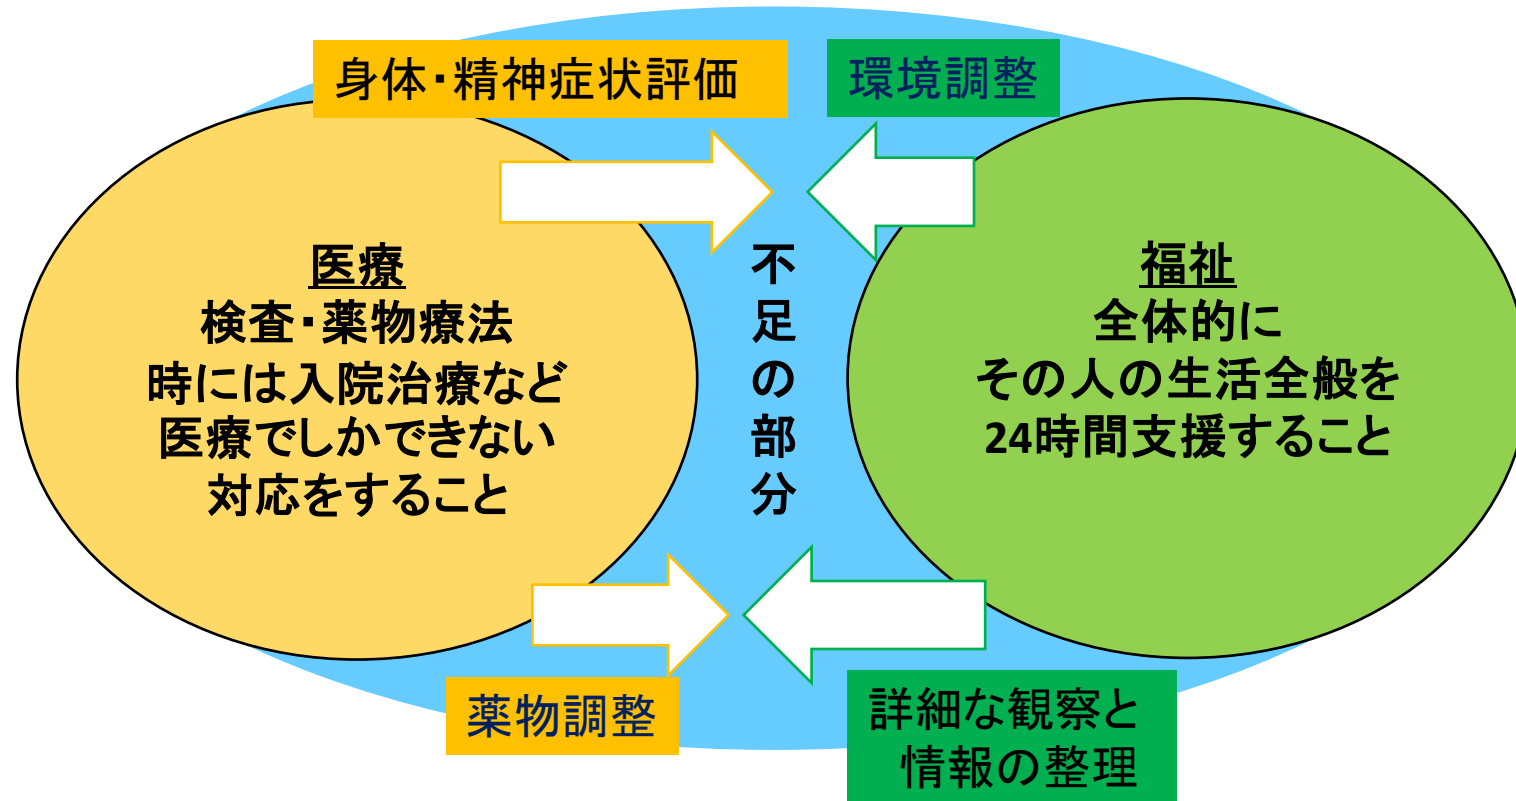 身体・精神症状評価
環境調整
医療
検査・薬物療法
時には入院治療など
医療でしかできない
対応をすること
不足の部分
福祉
全体的に
その人の生活全般を
24時間支援すること
薬物調整
詳細な観察と
情報の整理